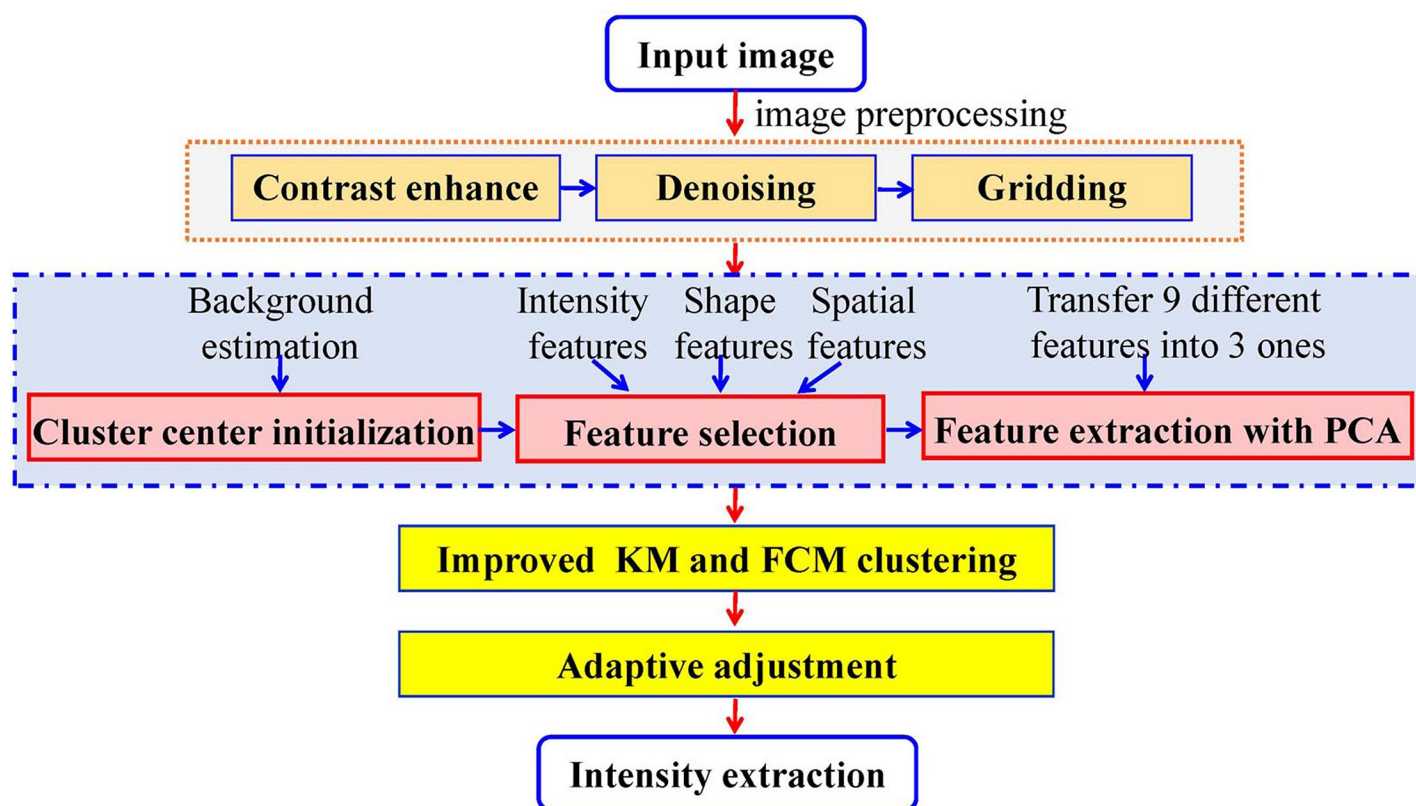 Input image
image preprocessing
Contrast enhance
Denoising
Gridding
Background
estimation
Intensity
features
Shape
features
Spatial
features
Transfer 9 different
features into 3 ones
Cluster center initialization
Feature selection
Feature extraction with PCA
Improved KM and FCM clustering
Adaptive adjustment
Intensity extraction